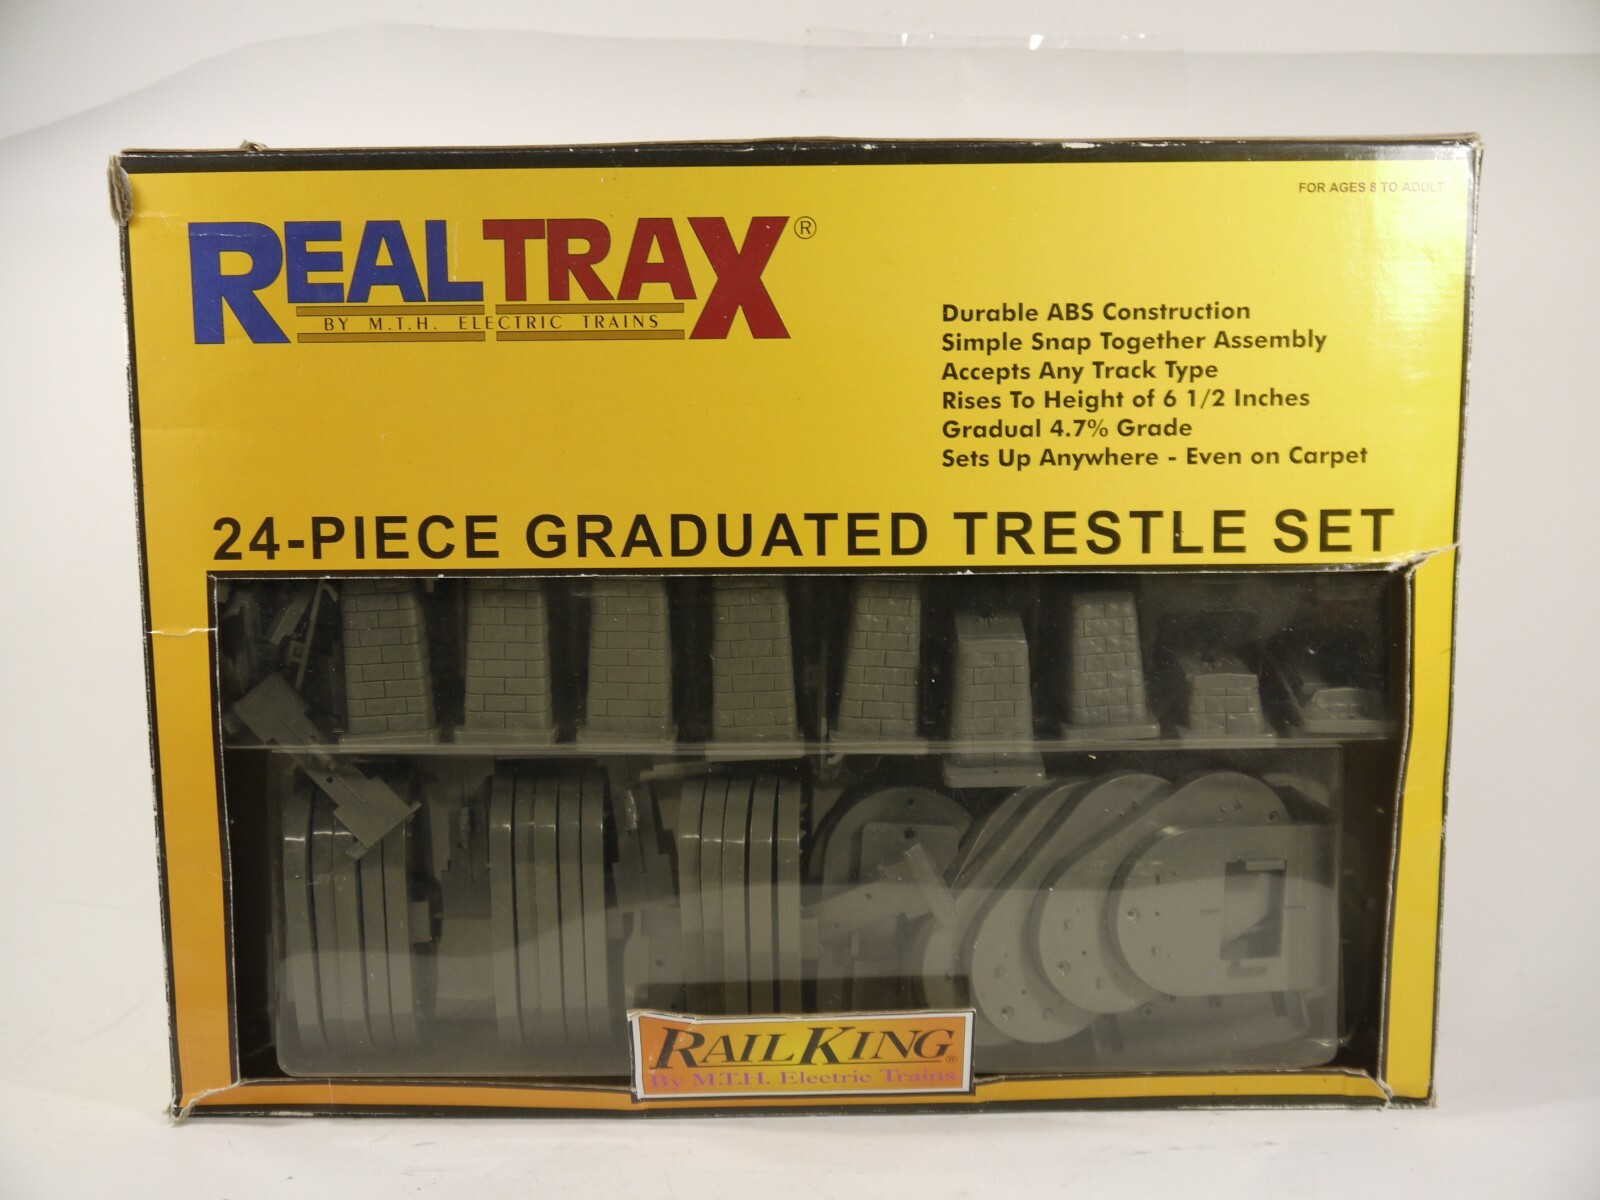 FOR AGES 8 TO ADULT
REALTRAX®
BY M.T.H. ELECTRIC TRAINS
Durable ABS Construction
Simple Snap Together Assembly
Accepts Any Track Type
Rises To Height of 6 1/2 Inches
Gradual 4.7% Grade
Sets Up Anywhere - Even on Carpet
24-PIECE GRADUATED TRESTLE SET
RAILKING®
By M.T.H. Electric Trains